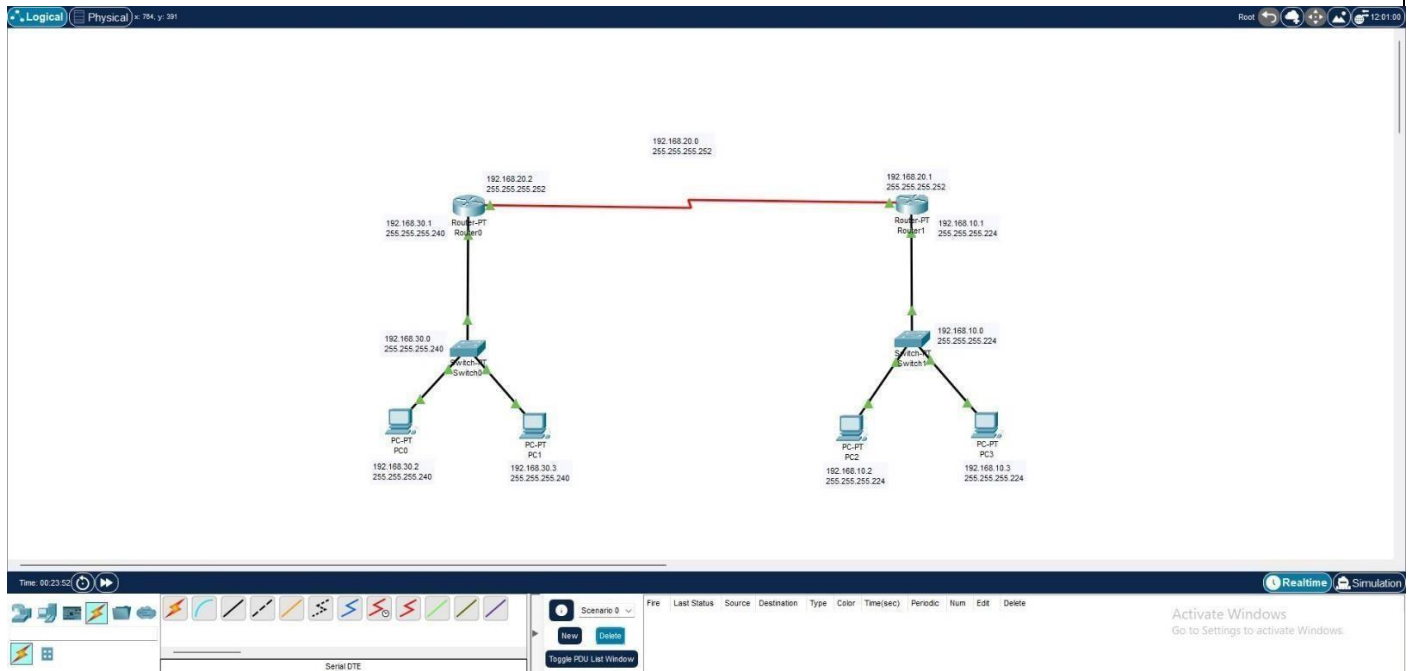 Logical
Physical
x: 784, y: 391
Root
12:01:00
192.168.20.0
255.255.255.252
192.168.20.2
255.255.255.252
192.168.20.1
255.255.255.252
192.168.30.1
255.255.255.240
Router-PT
Router0
Router-PT
Router1
192.168.10.1
255.255.255.224
192.168.30.0
255.255.255.240
Switch-PT
Switch0
192.168.10.0
255.255.255.224
Switch-PT
Switch1
PC-PT
PC0
192.168.30.2
255.255.255.240
PC-PT
PC1
192.168.30.3
255.255.255.240
PC-PT
PC2
192.168.10.2
255.255.255.224
PC-PT
PC3
192.168.10.3
255.255.255.224
Time: 00:23:52
Realtime
Simulation
Scenario 0
New
Delete
Toggle PDU List Window
Fire Last Status Source Destination Type Color Time(sec) Periodic Num Edit Delete
Serial DTE
Activate Windows
Go to Settings to activate Windows.